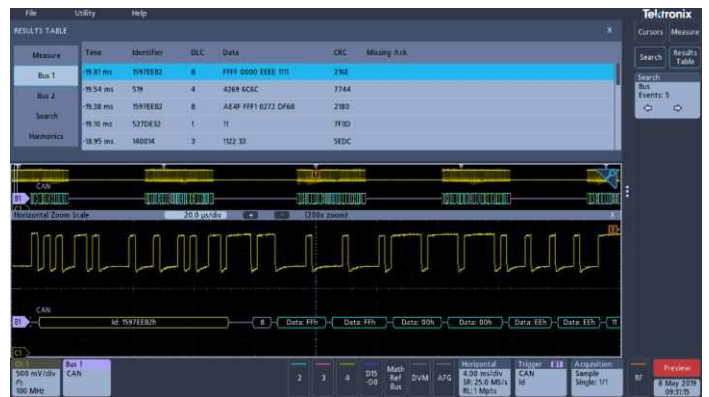 File Utility Help Tektronix
RESULTS TABLE X Cursors Measure
Measure Time Identifier DLC Data CRC Missing Ack
Search Results Table
Bus 1 -19.81 ms 1597EEB2 8 FFFF 0000 EEEE 1111 216E
Search
Bus
Events: 5
Bus 2 -19.54 ms 519 4 4269 6C6C 7744
Search -19.38 ms 1597EEB2 8 AE4F FFF1 0272 DF68 2180
Harmonics -19.10 ms 527DE32 1 11 7F3D
-18.95 ms 140014 3 1122 33 5EDC
CAN
B1
C1
Horizontal Zoom Scale 20.0 µs/div + - (200x zoom) X
CAN
B1 Id: 1597EEB2h 8 Data: FFh Data: FFh Data: 00h Data: 00h Data: EEh Data: EEh 11
C1
Ch 1
500 mV/div
100 MHz
Bus 1
CAN
2 3 4
D15
-D0
Math
Ref
Bus
DVM AFG
Horizontal
4.00 ms/div
SR: 25.0 MS/s
RL: 1 Mpts
Trigger
CAN
Id
Acquisition
Sample
Single: 1/1
RF
Preview
8 May 2019
09:31:15